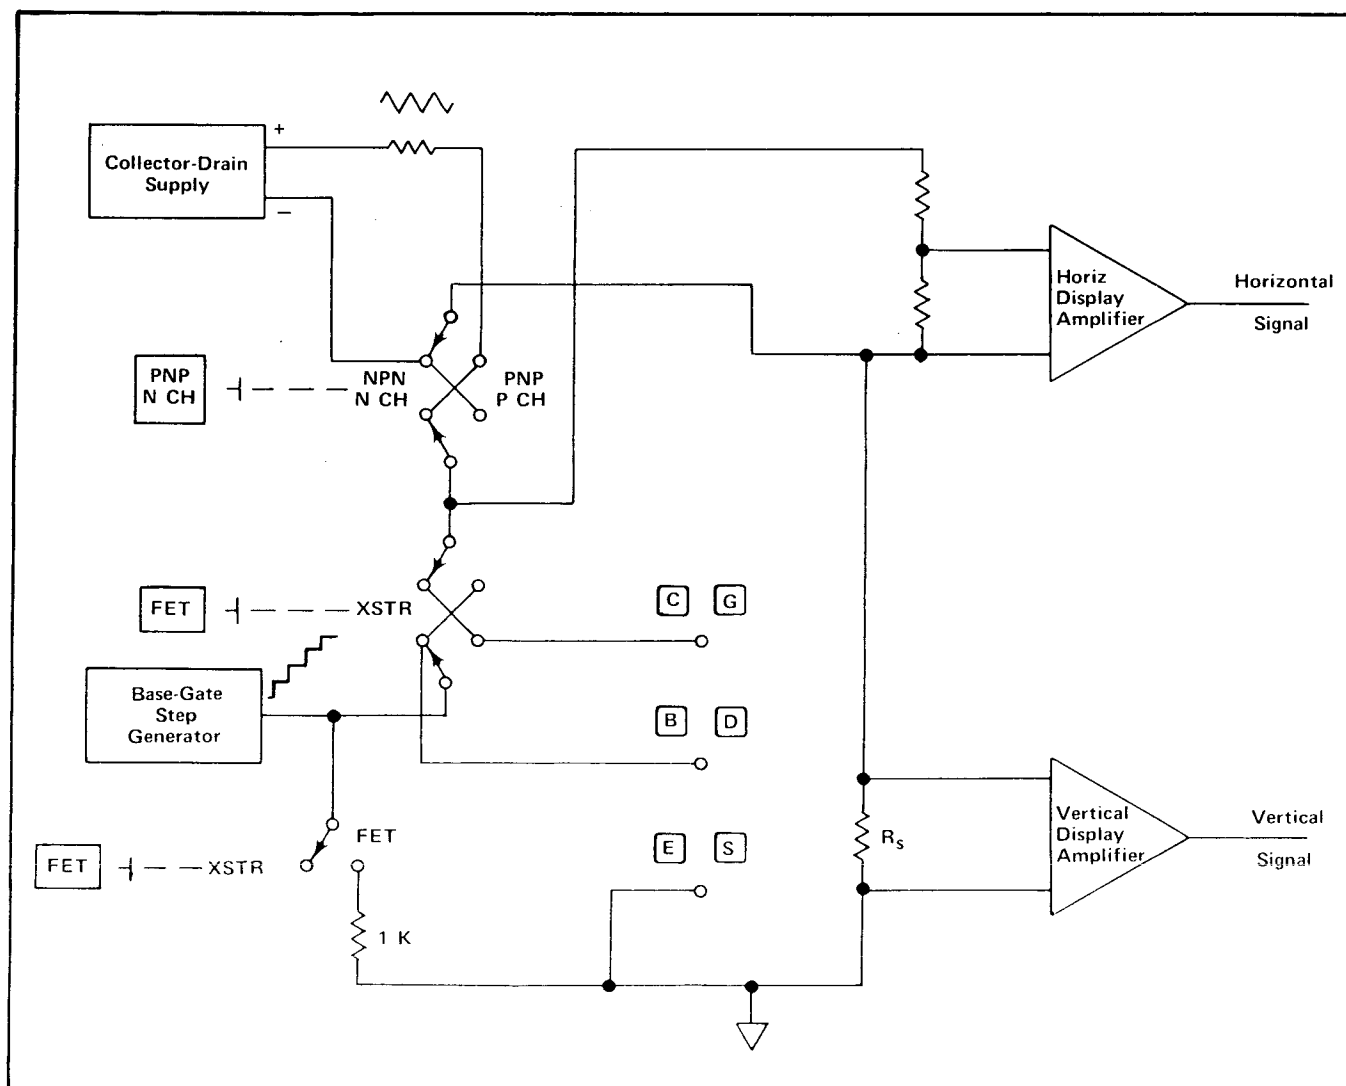 Collector-Drain
Supply
+
−
Horiz
Display
Amplifier
Horizontal
Signal
PNP
N CH
NPN
N CH
PNP
P CH
FET
XSTR
C G
Base-Gate
Step
Generator
B D
FET
FET
XSTR
E S
1 K
Rs
Vertical
Display
Amplifier
Vertical
Signal